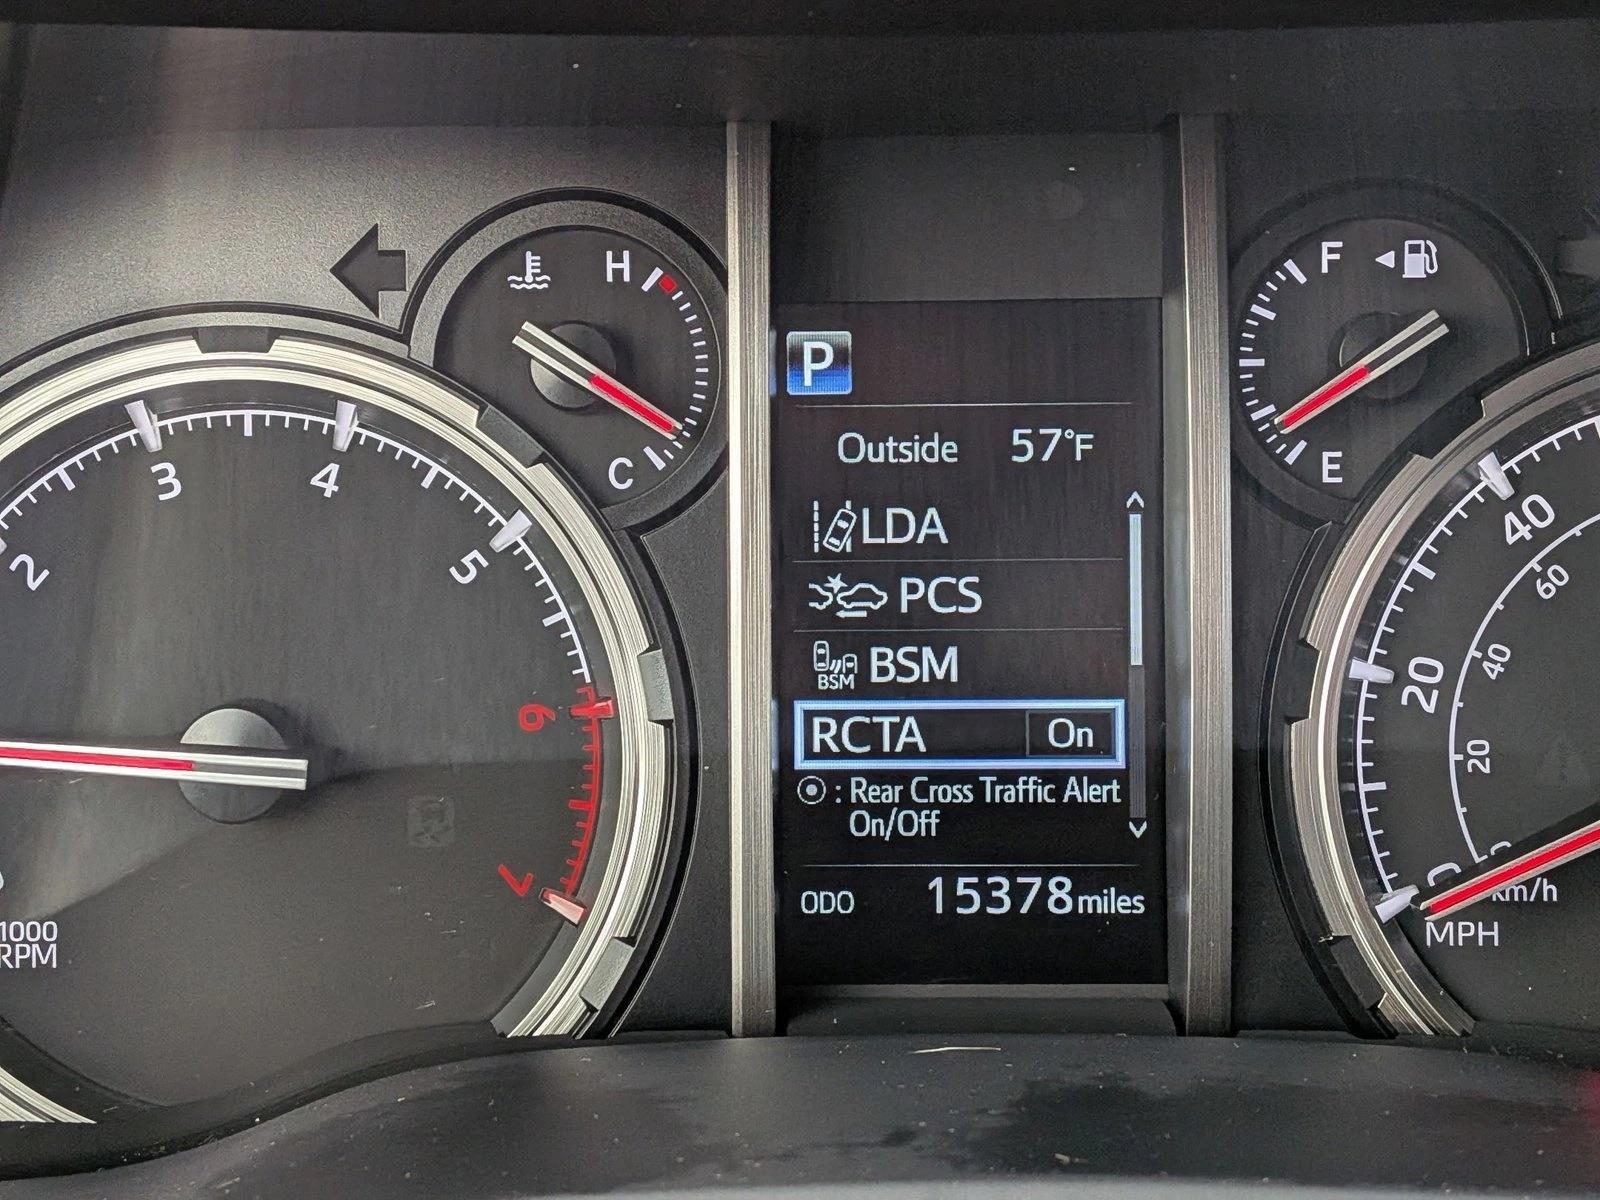 H
C
F
E
P
Outside 57°F
LDA
PCS
BSM BSM
RCTA On
: Rear Cross Traffic Alert
On/Off
ODO 15378 miles
2
3
4
5
6
7
1000
RPM
40
20
0
60
40
20
km/h
MPH